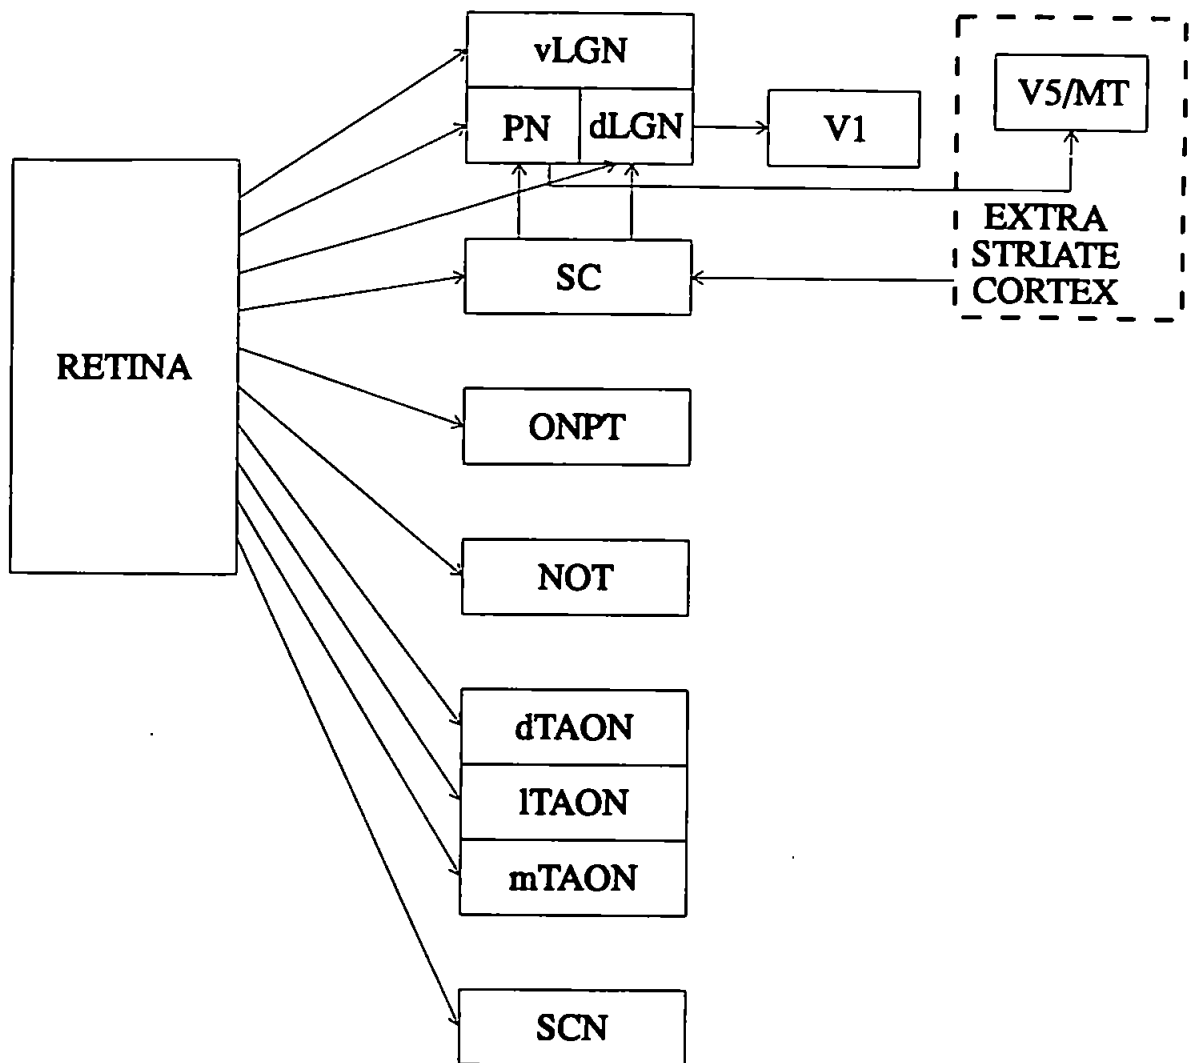 vLGN
PN
dLGN
V1
V5/MT
EXTRA
STRIATE
CORTEX
SC
RETINA
ONPT
NOT
dTAON
lTAON
mTAON
SCN